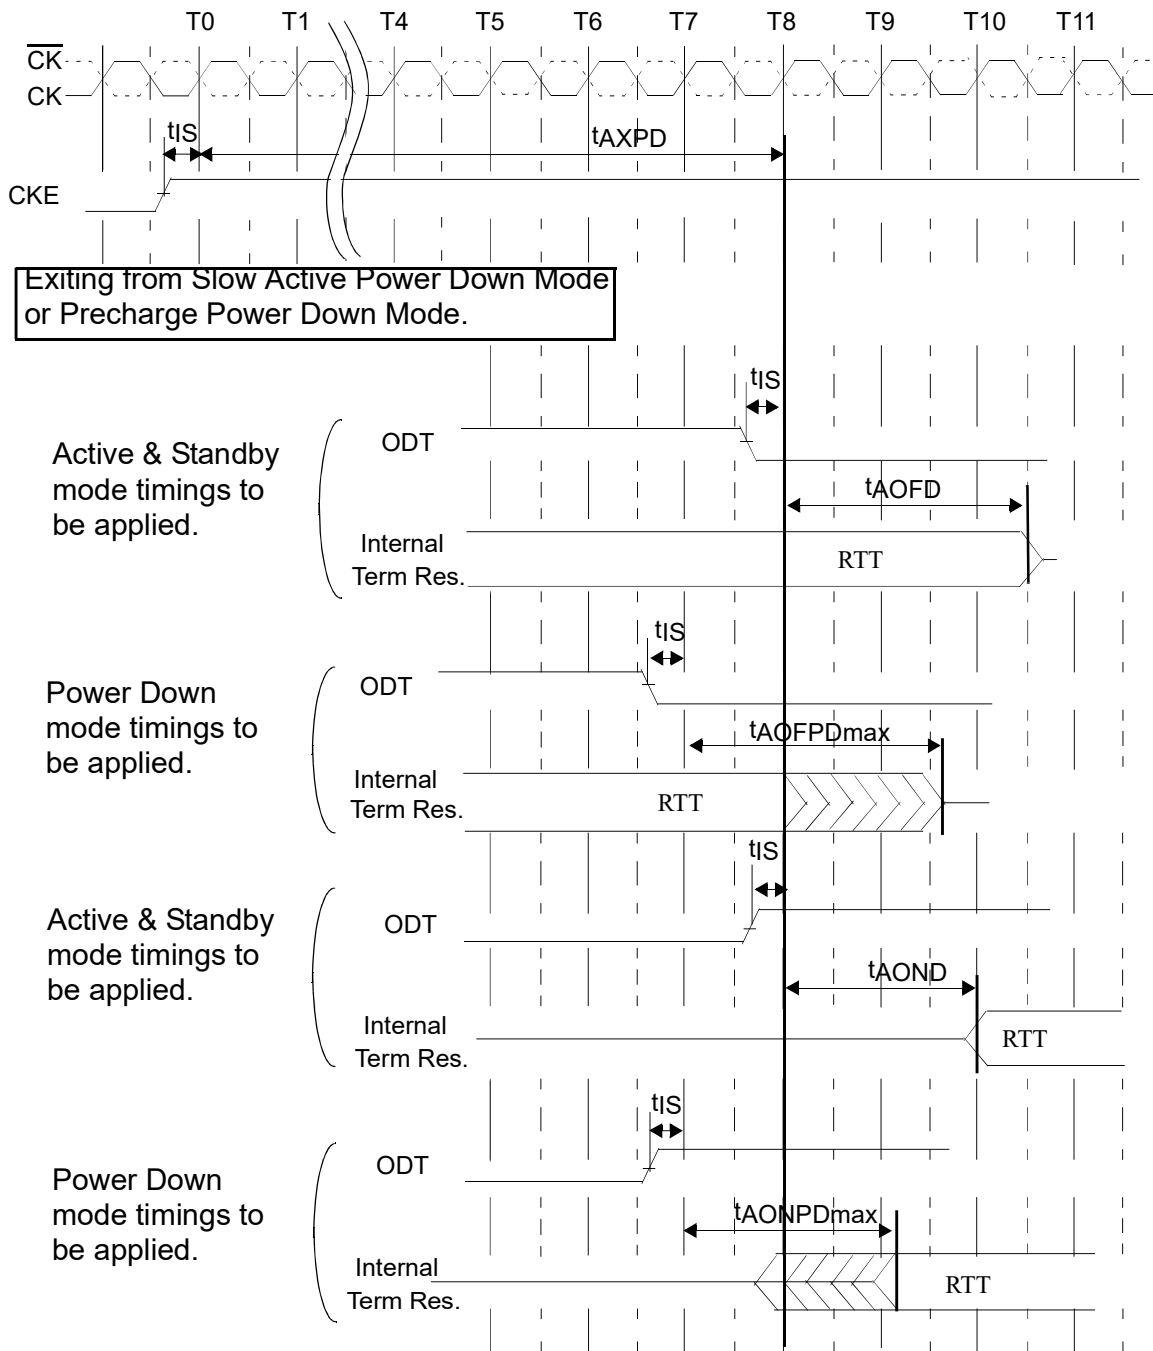 T0 T1 T4 T5 T6 T7 T8 T9 T10 T11
CK
CK
tIS
tAXPD
CKE
Exiting from Slow Active Power Down Mode
or Precharge Power Down Mode.
tIS
Active & Standby
mode timings to
be applied.
ODT
tAOFD
Internal
Term Res.
RTT
tIS
Power Down
mode timings to
be applied.
ODT
tAOFPDmax
Internal
Term Res.
RTT
tIS
Active & Standby
mode timings to
be applied.
ODT
tAOND
Internal
Term Res.
RTT
tIS
Power Down
mode timings to
be applied.
ODT
tAONPDmax
Internal
Term Res.
RTT